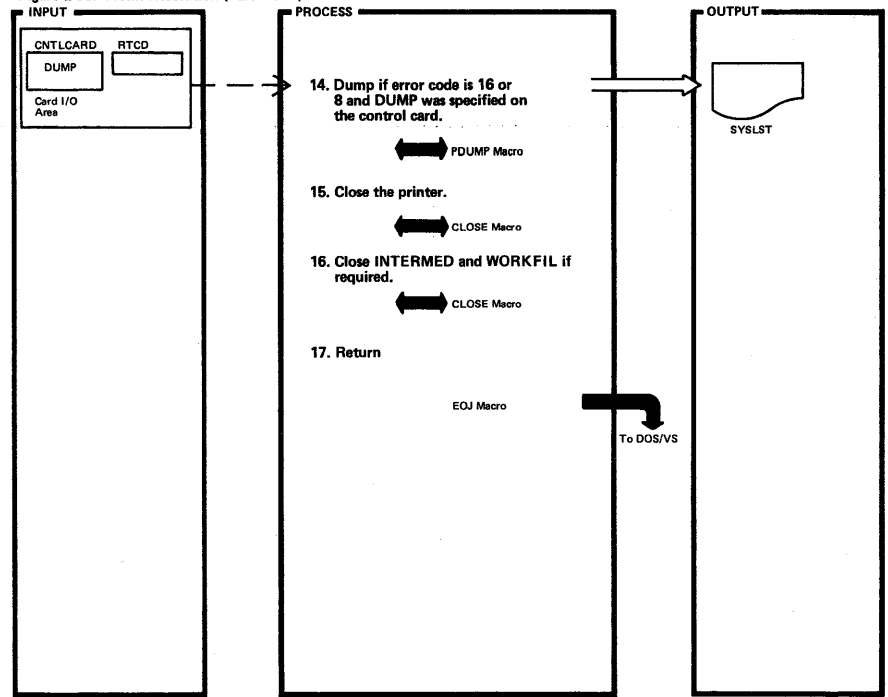 INPUT
PROCESS
OUTPUT
CNTLCARD RTCD
DUMP
Card I/O
Area
14. Dump if error code is 16 or
8 and DUMP was specified on
the control card.
PDUMP Macro
SYSLST
15. Close the printer.
CLOSE Macro
16. Close INTERMED and WORKFIL if
required.
CLOSE Macro
17. Return
EOJ Macro
To DOS/VS